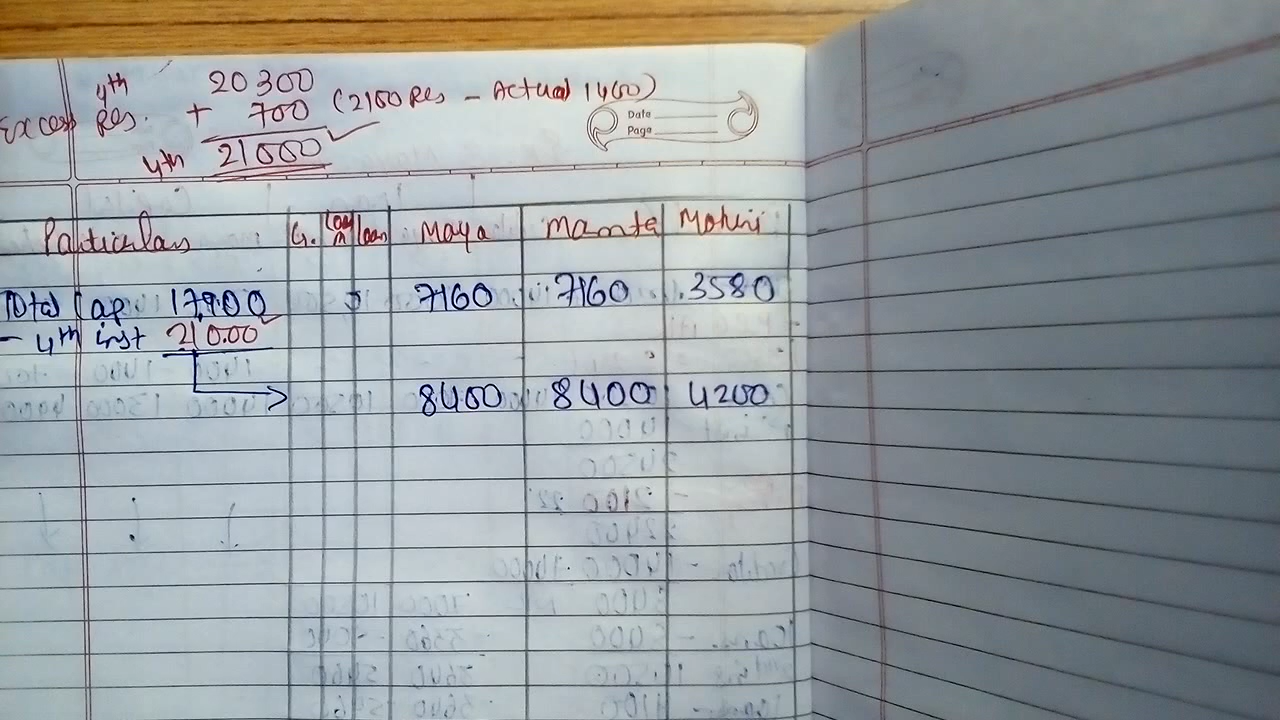 4th 20300
Excess Res. + 700 (2100 Res - Actual 1400)
4th 21000
Date
Page
Particulars G. Loan Maya Mamta Mohini
Total Cap. 17900 7160 7160 3580
- 4th inst 21000
8400 8400 4200